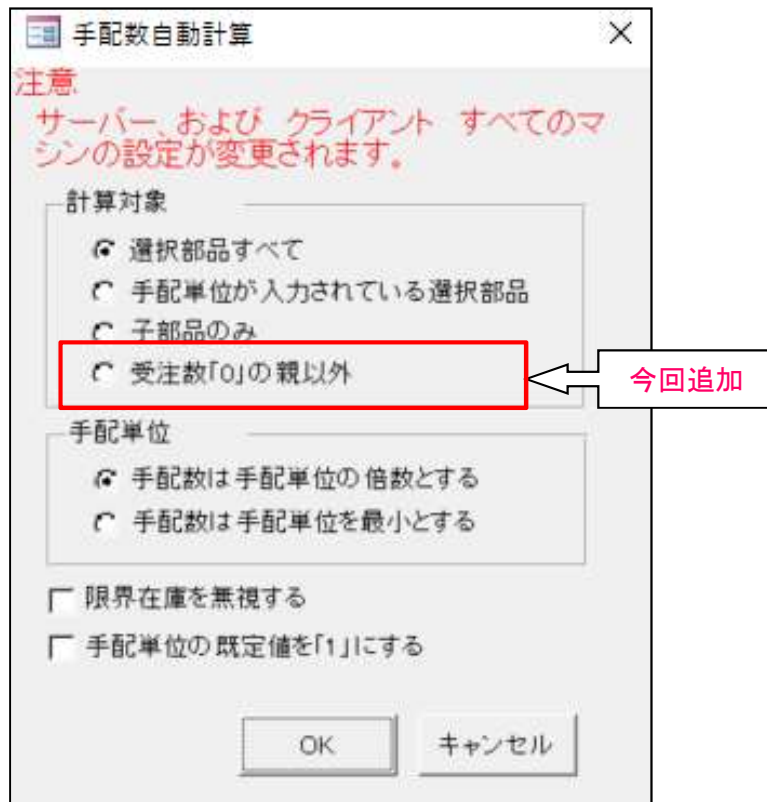 手配数自動計算
注意
サーバー、および クライアント すべてのマ
シンの設定が変更されます。
計算対象
選択部品すべて
手配単位が入力されている選択部品
子部品のみ
受注数「0」の親以外
今回追加
手配単位
手配数は手配単位の倍数とする
手配数は手配単位を最小とする
限界在庫を無視する
手配単位の既定値を「1」にする
OK
キャンセル